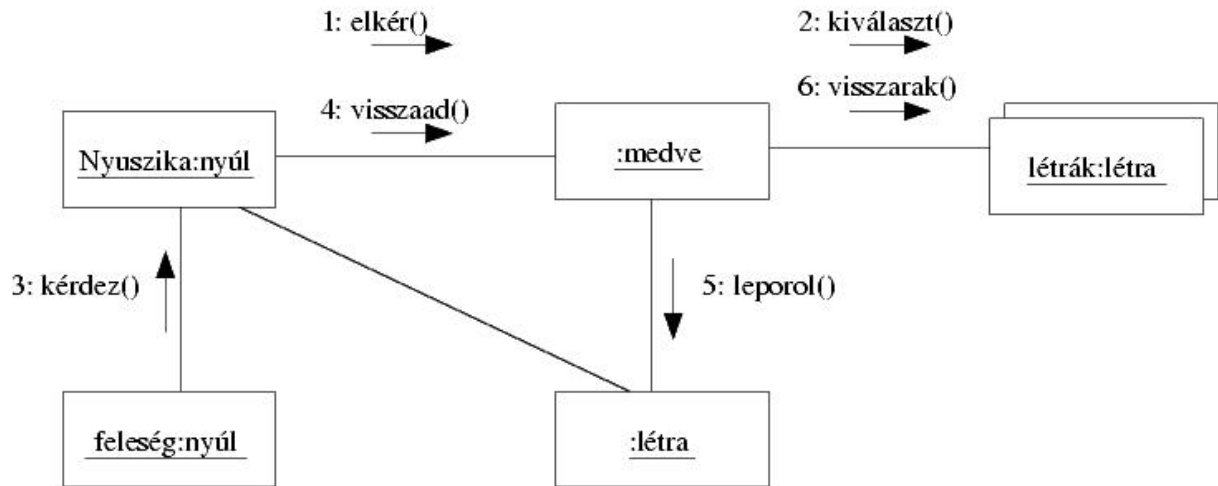 1: elkér()
2: kiválaszt()
4: visszaad()
6: visszarak()
Nyuszika:nyúl
:medve
létrák:létra
3: kérdez()
5: leporol()
feleség:nyúl
:létra